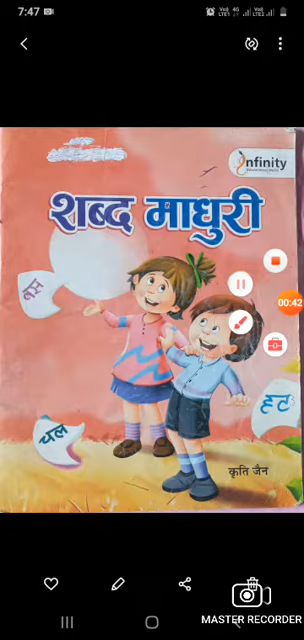 7:47
Infinity
शब्द माधुरी
00:42
चल
हट
कृति जैन
MASTER RECORDER